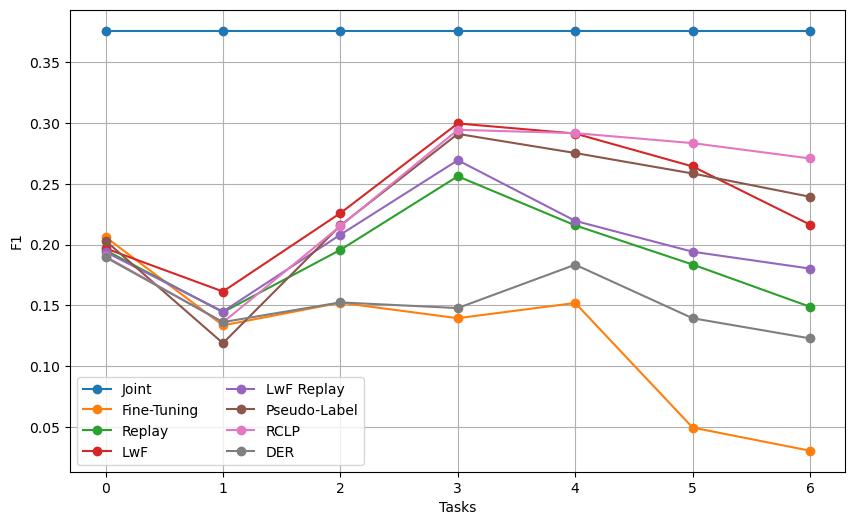 0.35
0.30
0.25
0.20
0.15
0.10
0.05
F1
Joint
Fine-Tuning
Replay
LwF
LwF Replay
Pseudo-Label
RCLP
DER
0 1 2 3 4 5 6
Tasks